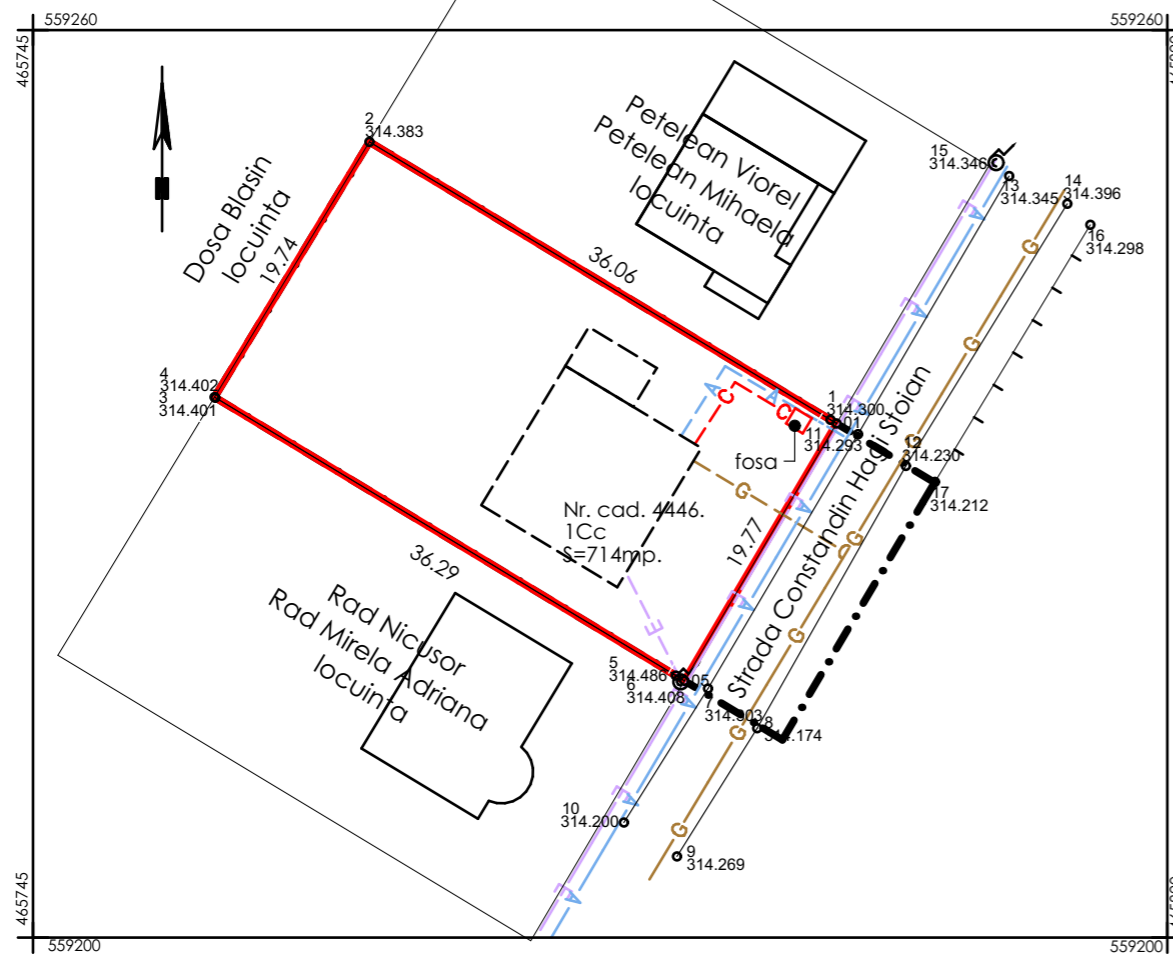 559260
559260
465745
2
314.383
Dosa Blasin
locuinta
19.74
36.06
Petelean Viorel
Petelean Mihaela
locuinta
15
314.346
13
314.345
14
314.396
16
314.298
A
G
E
A
G
4
314.402
3
314.401
A
A
C
C
E
1
314.300
11
314.293
fosa
12
314.230
17
314.212
G
G
E
A
G
Nr. cad. 4446.
1Cc
S=714mp.
19.77
Strada Constandin Hagi Stoian
36.29
E
E
A
G
Rad Nicusor
Rad Mirela Adriana
locuinta
5
314.486
6
314.408
7
8
314.174
G
E
A
10
314.200
G
9
314.269
E
A
465745
559200
559200